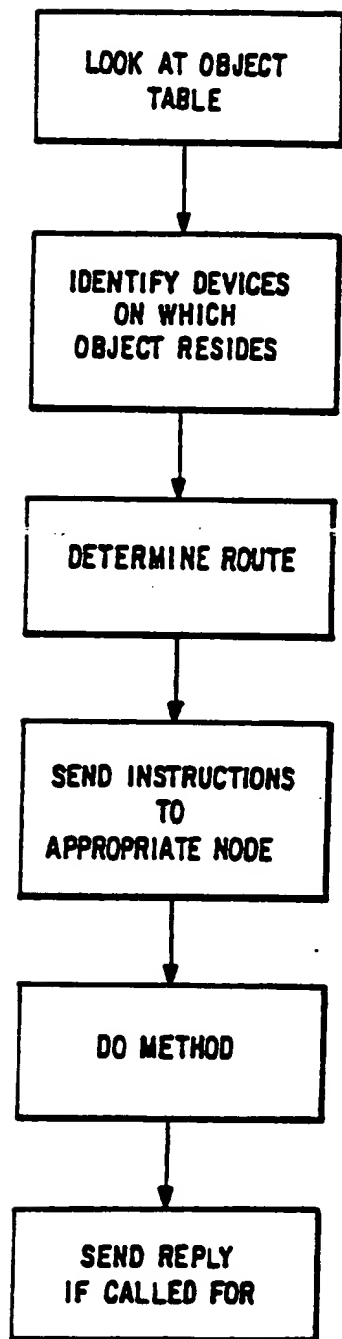 LOOK AT OBJECT
TABLE
IDENTIFY DEVICES
ON WHICH
OBJECT RESIDES
DETERMINE ROUTE
SEND INSTRUCTIONS
TO
APPROPRIATE NODE
DO METHOD
SEND REPLY
IF CALLED FOR